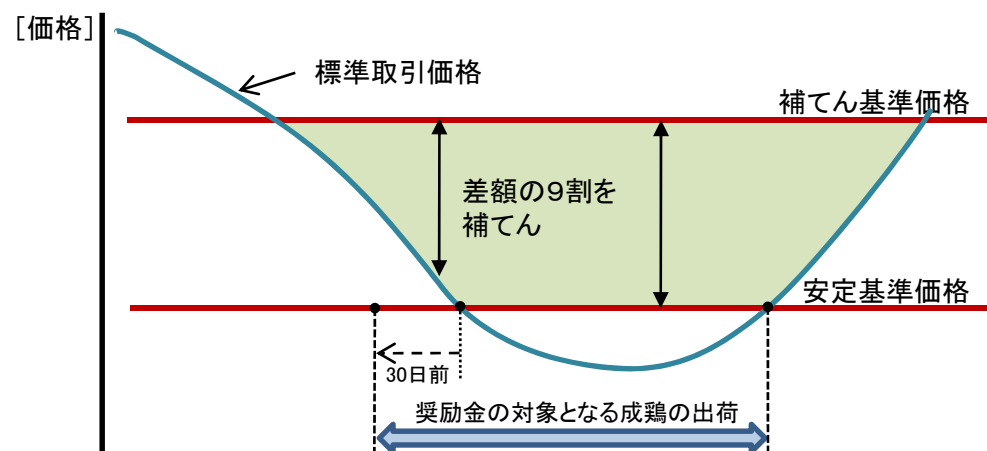 [価格]
標準取引価格
補てん基準価格
差額の9割を
補てん
安定基準価格
30日前
奨励金の対象となる成鶏の出荷